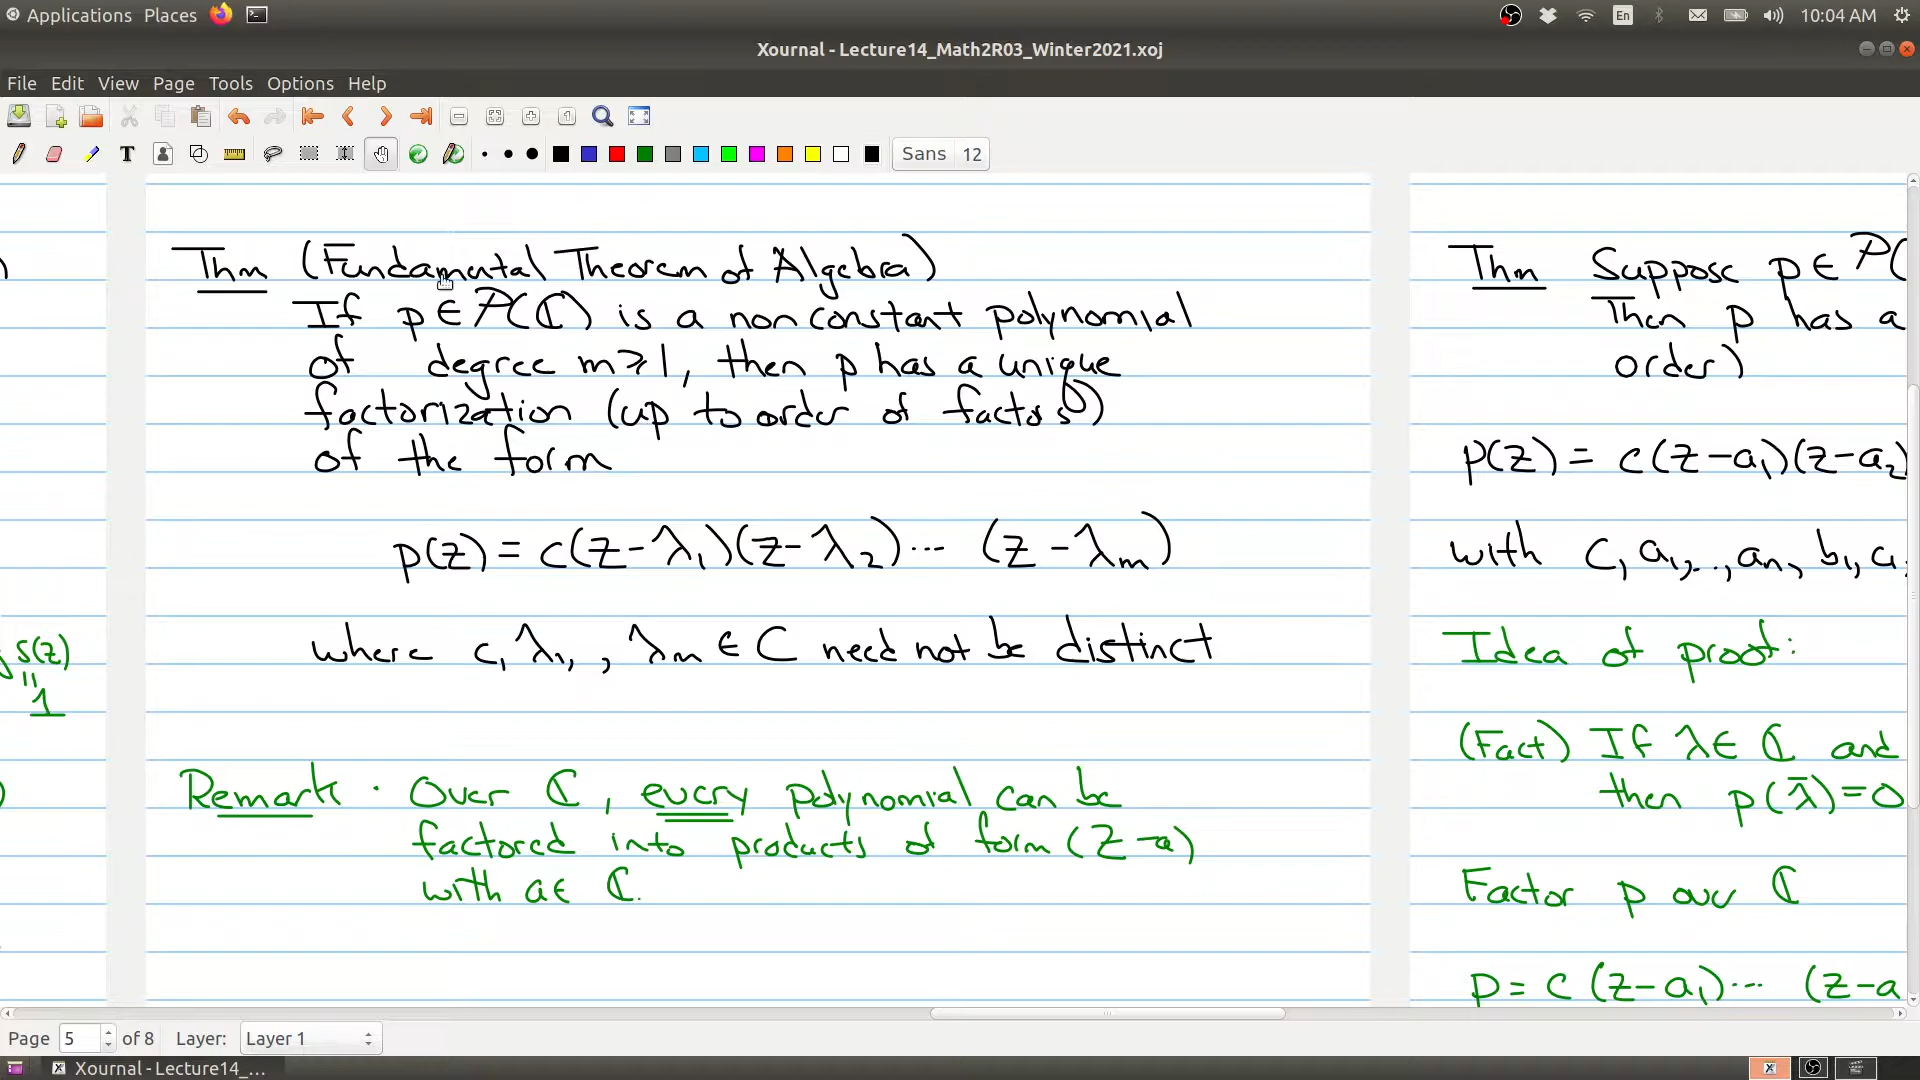 Applications Places En 10:04 AM
Xournal - Lecture14_Math2R03_Winter2021.xoj
File Edit View Page Tools Options Help
Sans 12
Thm (Fundamental Theorem of Algebra)
If p ∈ P(ℂ) is a nonconstant polynomial
of degree m ≥ 1, then p has a unique
factorization (up to order of factors)
of the form
p(z) = c(z-λ₁)(z-λ₂)⋯ (z-λₘ)
where c, λ₁, , λₘ ∈ C need not be distinct
Remark · Over ℂ, every polynomial can be
factored into products of form (z-a)
with a ∈ ℂ.
s(z)
"
1
Thm Suppose p ∈ P(
Then p has a
order)
p(z) = c(z-a₁)(z-a₂)
with c, a₁,..,aₙ, b₁, c₁,
Idea of proof:
(Fact) If λ ∈ ℂ and
then p(λ̄) = 0
Factor p over ℂ
p = c (z-a₁)⋯ (z-a
Page 5 of 8 Layer: Layer 1
Xournal - Lecture14_...